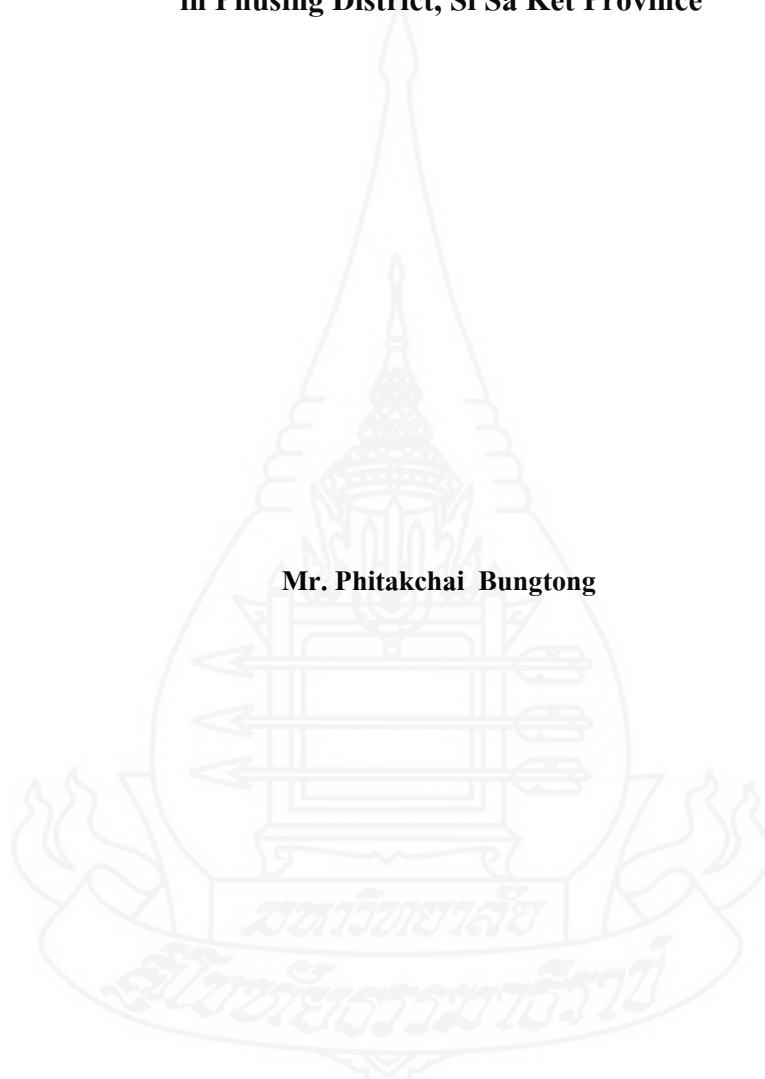 in Phusing District, Si Sa Ket Province
Mr. Phitakchai Bungtong
มหาวิทยาลัย
สุโขทัยธรรมาธิราช